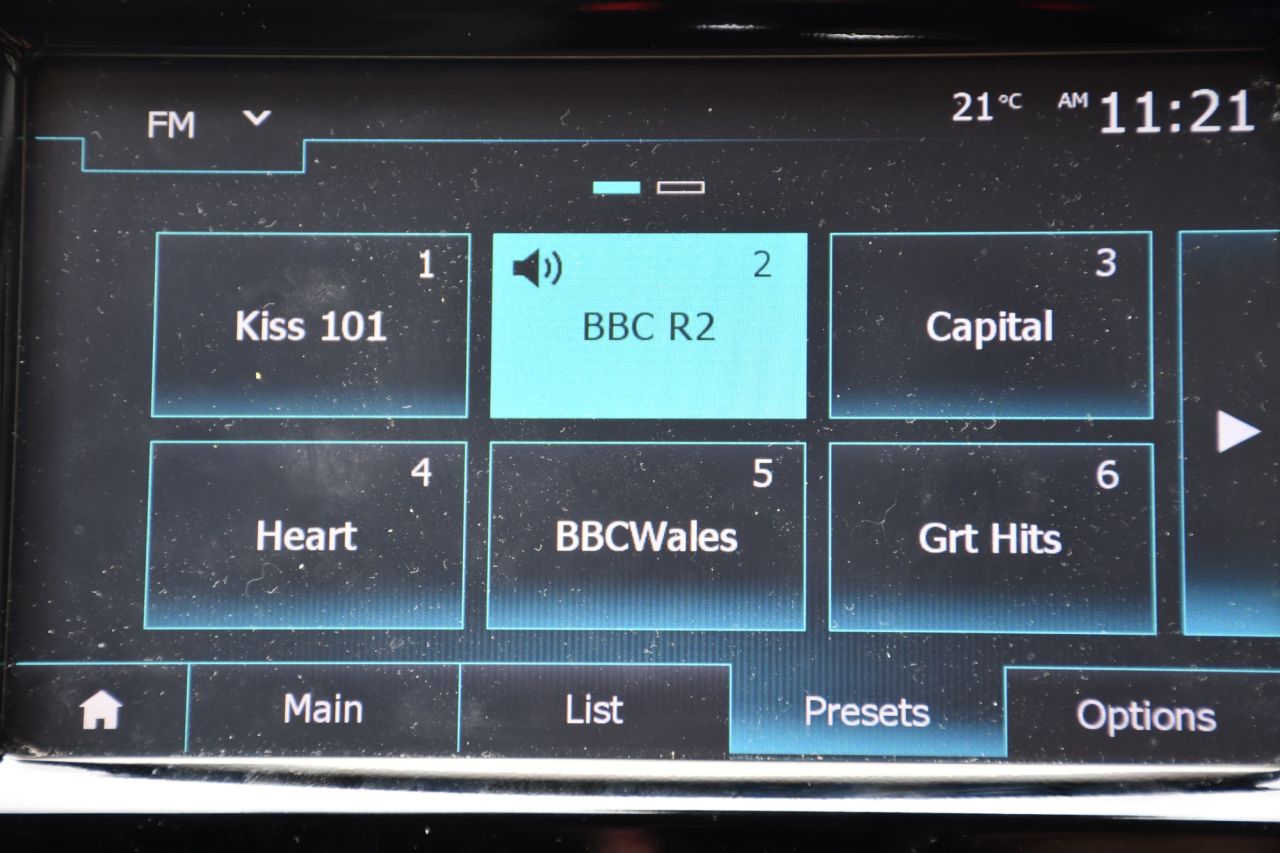 FM
21°C AM 11:21
1
Kiss 101
2
BBC R2
3
Capital
4
Heart
5
BBCWales
6
Grt Hits
Main
List
Presets
Options